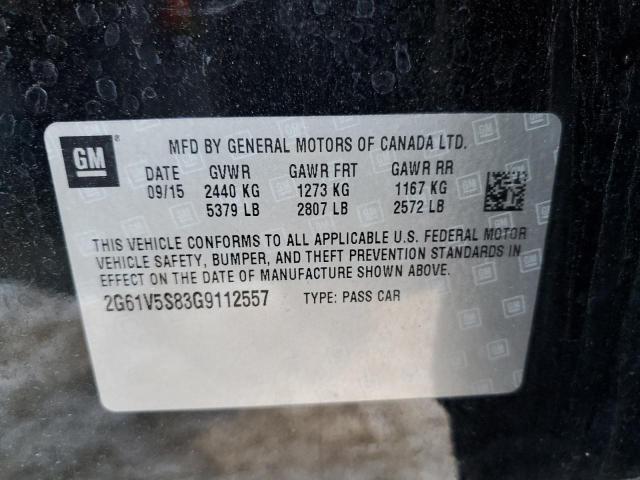 GM
MFD BY GENERAL MOTORS OF CANADA LTD.
DATE GVWR GAWR FRT GAWR RR
09/15 2440 KG 1273 KG 1167 KG
5379 LB 2807 LB 2572 LB
THIS VEHICLE CONFORMS TO ALL APPLICABLE U.S. FEDERAL MOTOR
VEHICLE SAFETY, BUMPER, AND THEFT PREVENTION STANDARDS IN
EFFECT ON THE DATE OF MANUFACTURE SHOWN ABOVE.
2G61V5S83G9112557 TYPE: PASS CAR